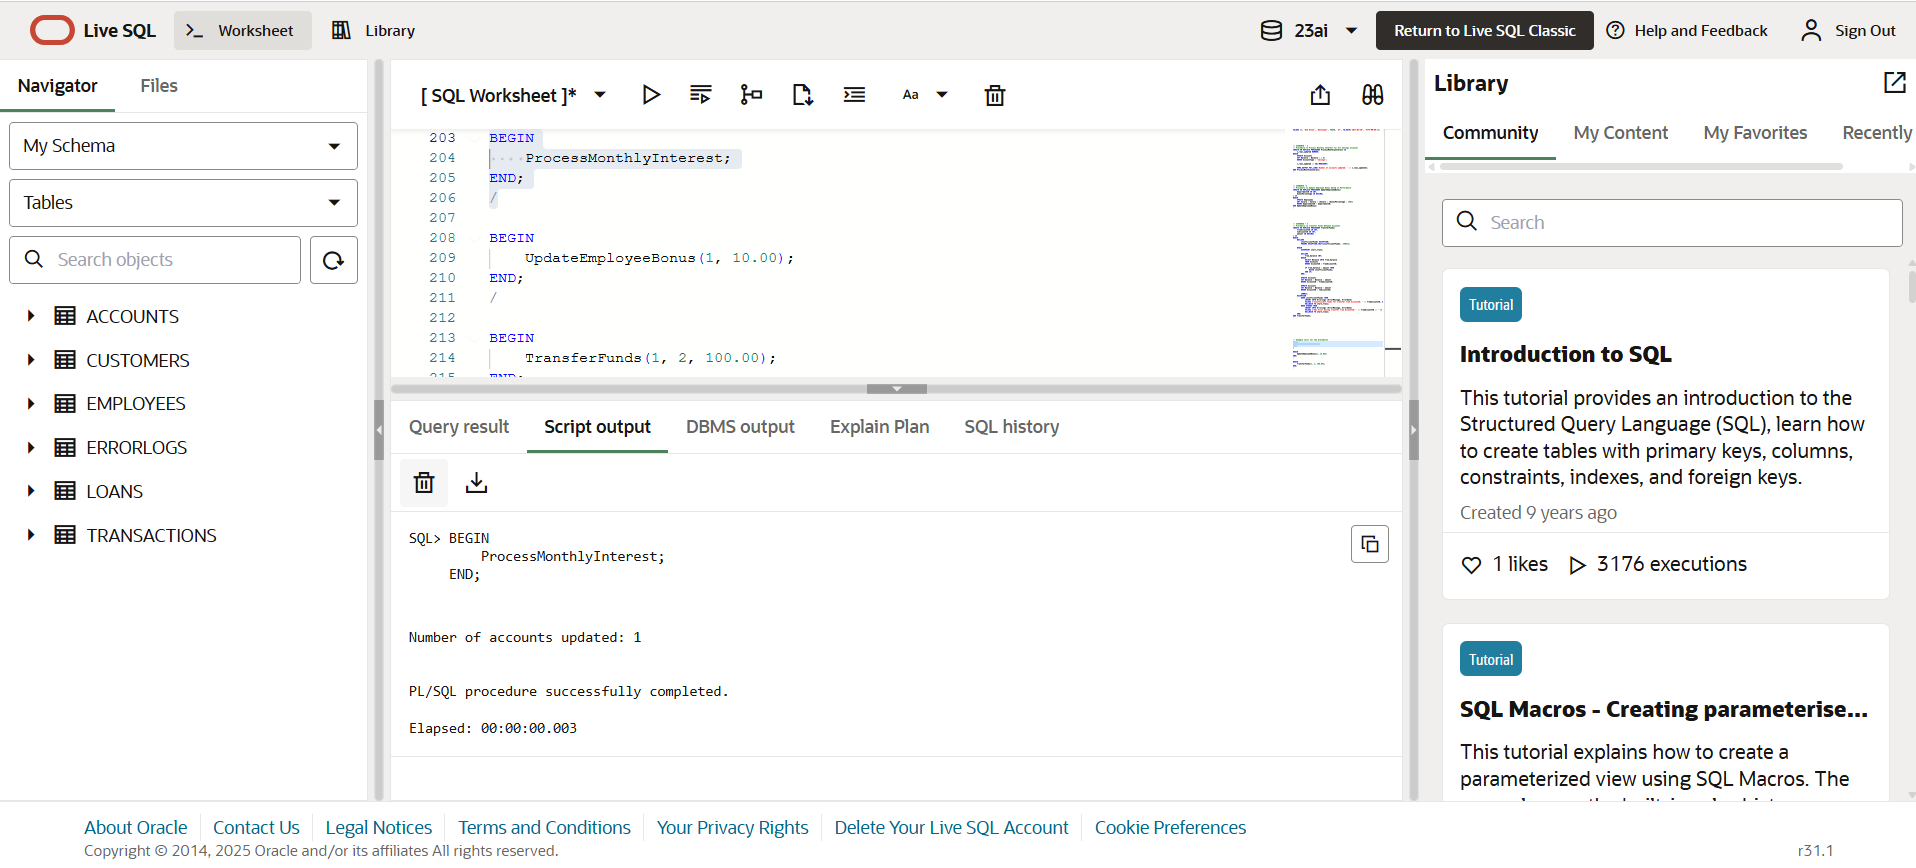 Live SQL
Worksheet
Library
23ai
Return to Live SQL Classic
Help and Feedback
Sign Out
Navigator
Files
My Schema
Tables
Search objects
ACCOUNTS
CUSTOMERS
EMPLOYEES
ERRORLOGS
LOANS
TRANSACTIONS
[ SQL Worksheet ]*
Aa
203 BEGIN
204 ProcessMonthlyInterest;
205 END;
206 /
207
208 BEGIN
209 UpdateEmployeeBonus(1, 10.00);
210 END;
211 /
212
213 BEGIN
214 TransferFunds(1, 2, 100.00);
215 END;
Query result
Script output
DBMS output
Explain Plan
SQL history
SQL> BEGIN
ProcessMonthlyInterest;
END;
Number of accounts updated: 1
PL/SQL procedure successfully completed.
Elapsed: 00:00:00.003
Library
Community
My Content
My Favorites
Recently
Search
Tutorial
Introduction to SQL
This tutorial provides an introduction to the
Structured Query Language (SQL), learn how
to create tables with primary keys, columns,
constraints, indexes, and foreign keys.
Created 9 years ago
1 likes
3176 executions
Tutorial
SQL Macros - Creating parameterise...
This tutorial explains how to create a
parameterized view using SQL Macros. The
About Oracle
Contact Us
Legal Notices
Terms and Conditions
Your Privacy Rights
Delete Your Live SQL Account
Cookie Preferences
Copyright © 2014, 2025 Oracle and/or its affiliates All rights reserved.
r31.1